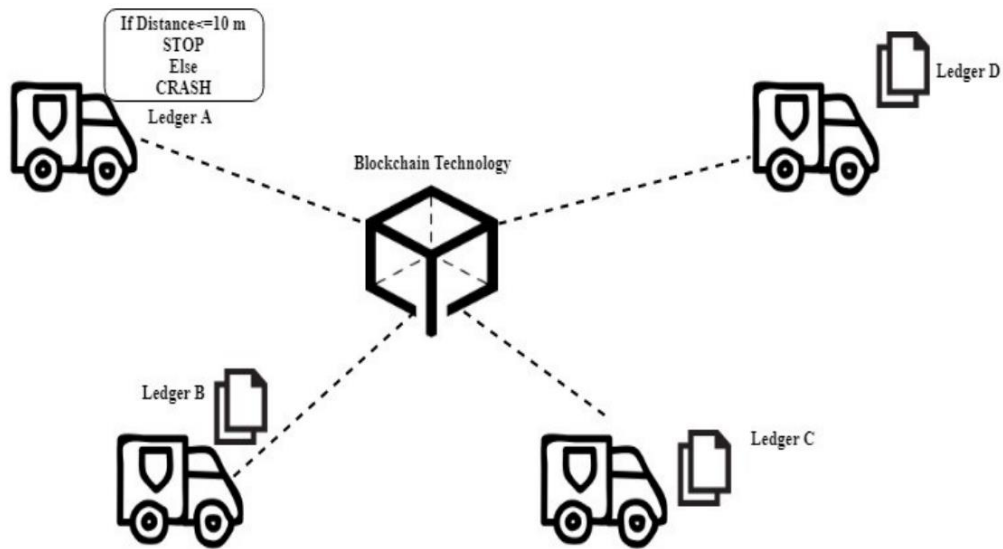 If Distance<=10 m
STOP
Else
CRASH
Ledger A
Ledger D
Blockchain Technology
Ledger B
Ledger C